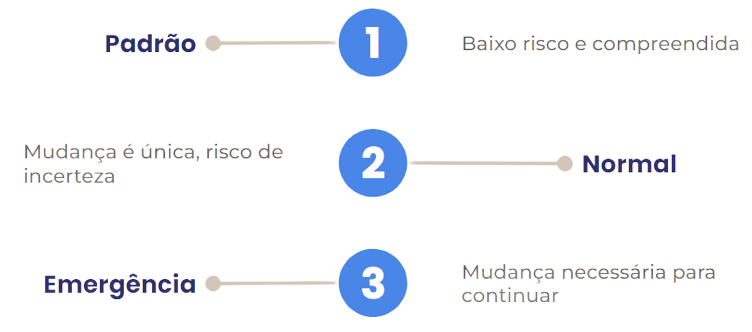 Padrão
1
Baixo risco e compreendida
Mudança é única, risco de
incerteza
2
Normal
Emergência
3
Mudança necessária para
continuar